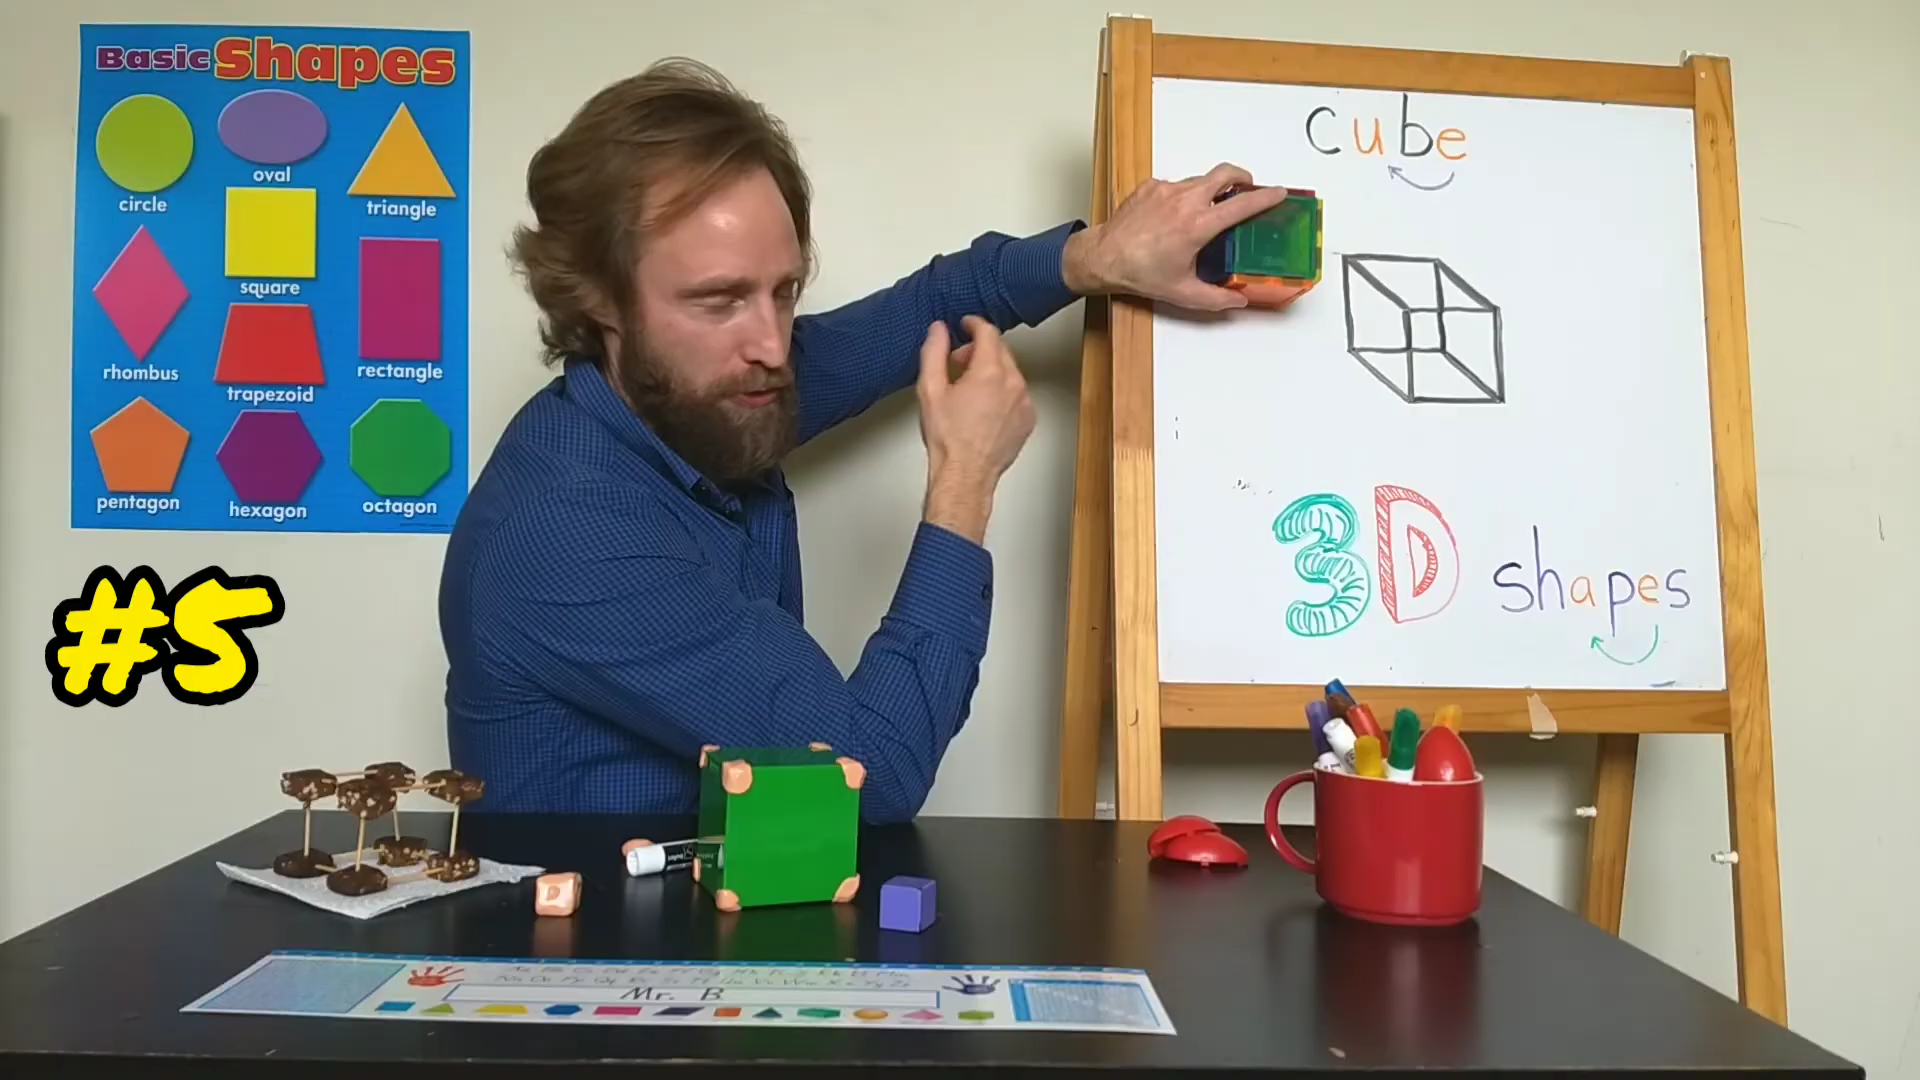 Basic Shapes
circle
oval
triangle
square
rhombus
trapezoid
rectangle
pentagon
hexagon
octagon
#5
cube
3D shapes
D
Mr. B